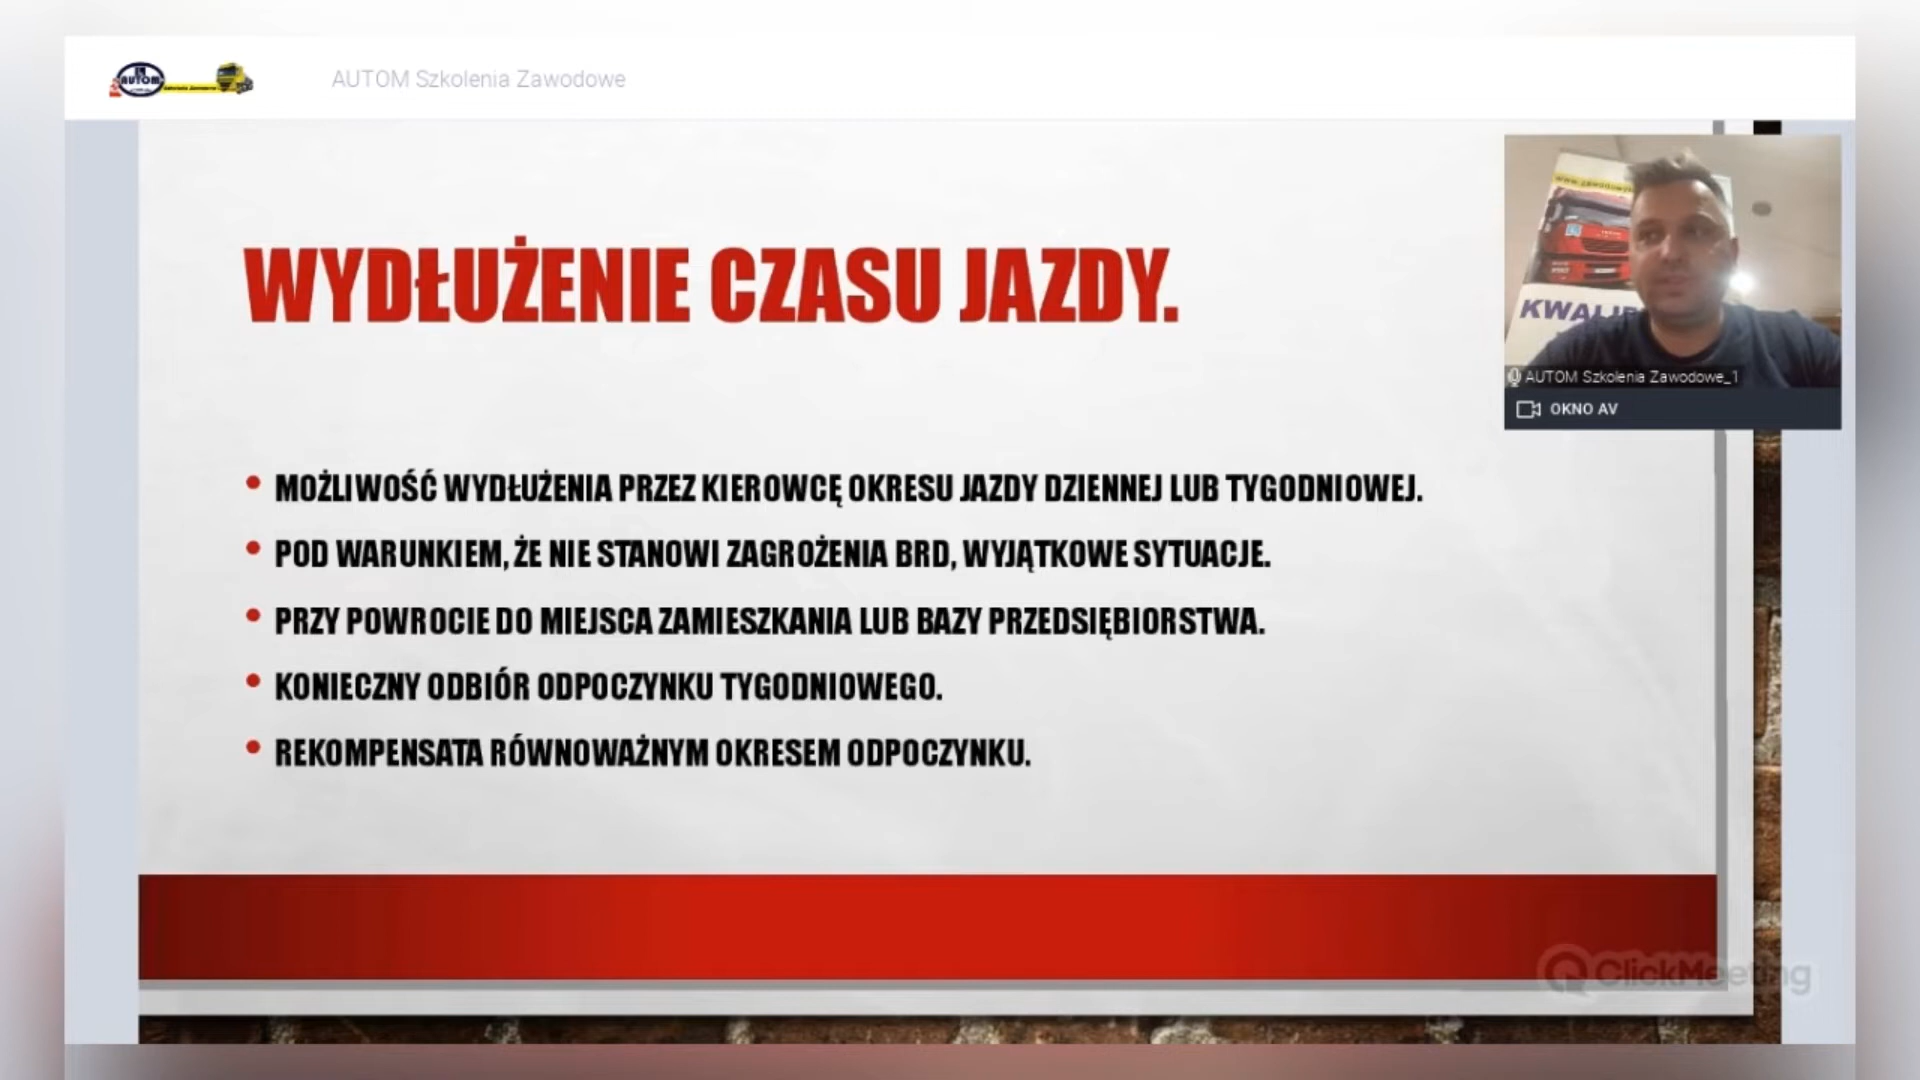 AUTOM
AUTOM Szkolenia Zawodowe
WYDŁUŻENIE CZASU JAZDY.
• MOŻLIWOŚĆ WYDŁUŻENIA PRZEZ KIEROWCĘ OKRESU JAZDY DZIENNEJ LUB TYGODNIOWEJ.
• POD WARUNKIEM, ŻE NIE STANOWI ZAGROŻENIA BRD, WYJĄTKOWE SYTUACJE.
• PRZY POWROCIE DO MIEJSCA ZAMIESZKANIA LUB BAZY PRZEDSIĘBIORSTWA.
• KONIECZNY ODBIÓR ODPOCZYNKU TYGODNIOWEGO.
• REKOMPENSATA RÓWNOWAŻNYM OKRESEM ODPOCZYNKU.
AUTOM Szkolenia Zawodowe_1
OKNO AV
ClickMeeting